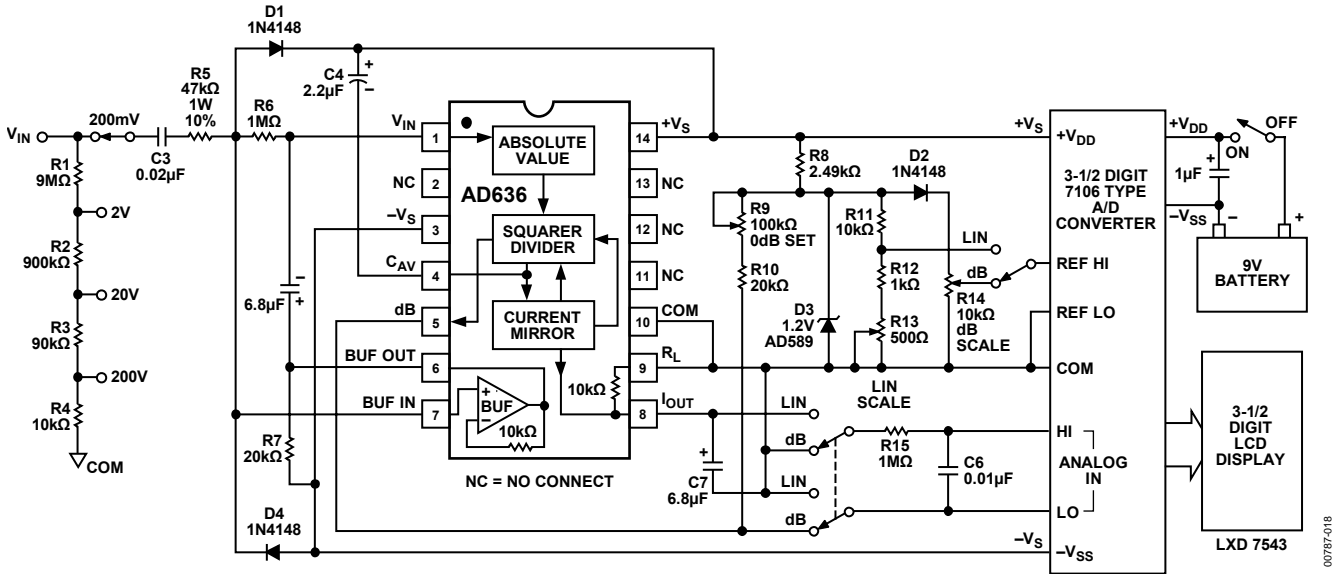 D1
1N4148
C4
2.2µF
+
–
R5
47kΩ
1W
10%
R6
1MΩ
VIN
200mV
C3
0.02µF
R1
9MΩ
2V
R2
900kΩ
20V
R3
90kΩ
200V
R4
10kΩ
COM
6.8µF
–
+
R7
20kΩ
D4
1N4148
VIN
NC
–VS
CAV
dB
BUF OUT
BUF IN
1
2
3
4
5
6
7
ABSOLUTE
VALUE
AD636
SQUARER
DIVIDER
CURRENT
MIRROR
+
–
BUF
10kΩ
10kΩ
14
13
12
11
10
9
8
NC = NO CONNECT
+VS
NC
NC
NC
COM
RL
IOUT
R8
2.49kΩ
D2
1N4148
R9
100kΩ
0dB SET
R10
20kΩ
D3
1.2V
AD589
R11
10kΩ
R12
1kΩ
R13
500Ω
LIN
SCALE
LIN
dB
R14
10kΩ
dB
SCALE
+
C7
6.8µF
LIN
dB
LIN
dB
R15
1MΩ
C6
0.01µF
+VS
–VS
+VDD
3-1/2 DIGIT
7106 TYPE
A/D
CONVERTER
REF HI
REF LO
COM
HI
ANALOG
IN
LO
–VSS
+VDD
–VSS
+
1µF
ON
OFF
–
+
9V
BATTERY
3-1/2
DIGIT
LCD
DISPLAY
LXD 7543
00787-018